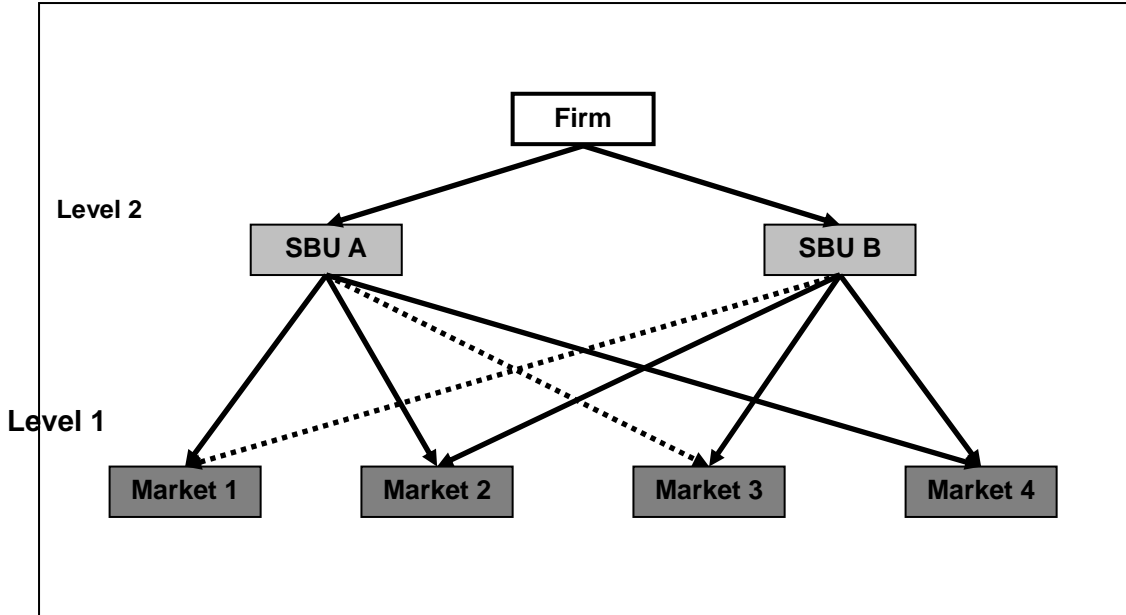 Firm
Level 2
SBU A
SBU B
Level 1
Market 1
Market 2
Market 3
Market 4